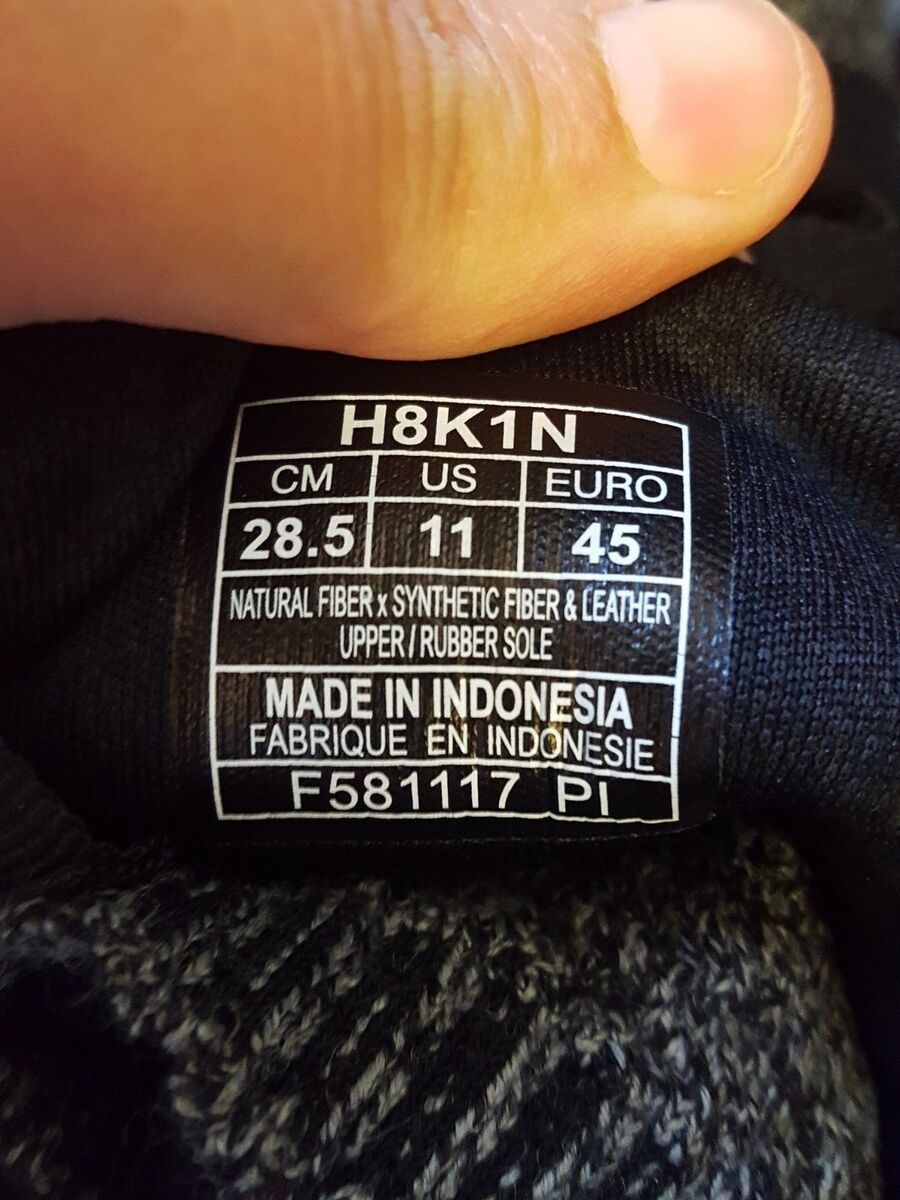 H8K1N
CM US EURO
28.5 11 45
NATURAL FIBER x SYNTHETIC FIBER & LEATHER
UPPER / RUBBER SOLE
MADE IN INDONESIA
FABRIQUE EN INDONESIE
F581117 PI